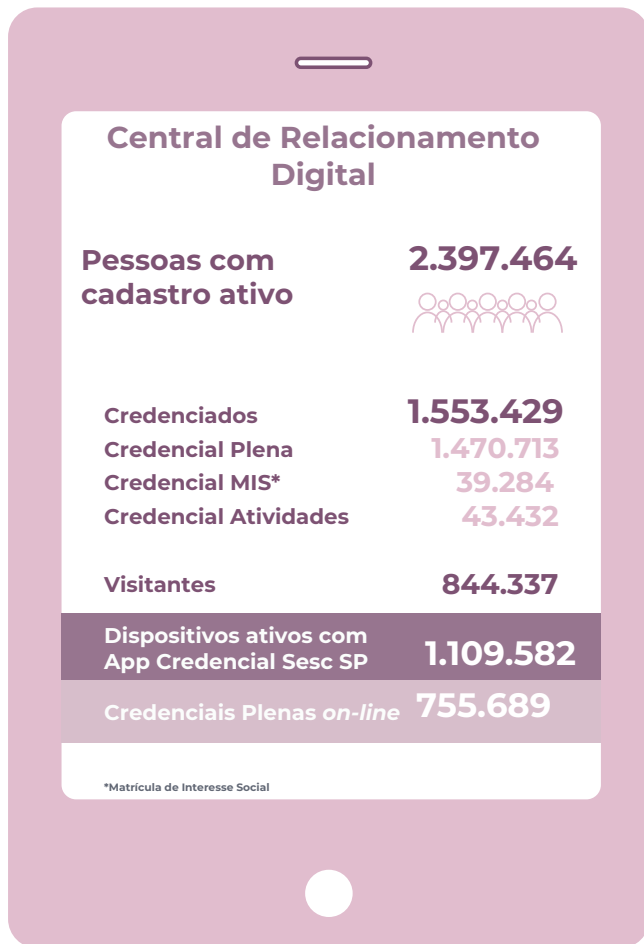 Central de Relacionamento
Digital
Pessoas com
cadastro ativo
2.397.464
Credenciados 1.553.429
Credencial Plena 1.470.713
Credencial MIS* 39.284
Credencial Atividades 43.432
Visitantes 844.337
Dispositivos ativos com
App Credencial Sesc SP
1.109.582
Credenciais Plenas on-line 755.689
*Matrícula de Interesse Social